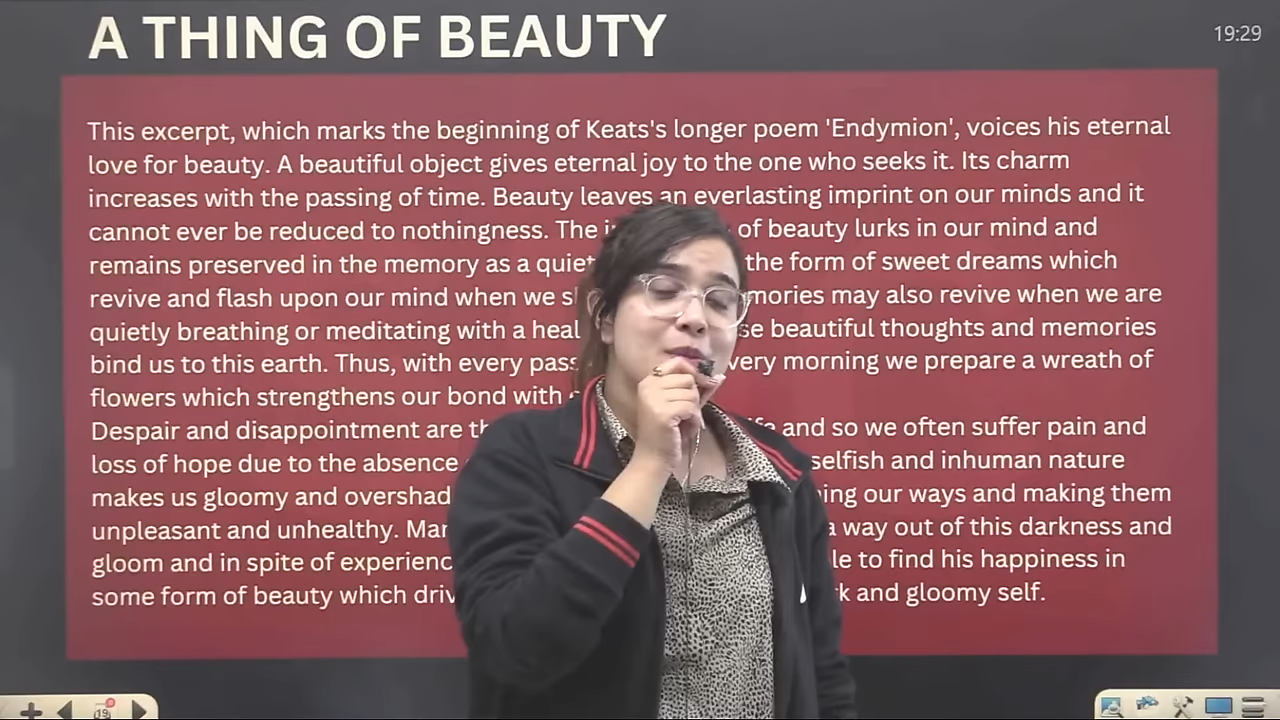 A THING OF BEAUTY
19:29
This excerpt, which marks the beginning of Keats's longer poem 'Endymion', voices his eternal
love for beauty. A beautiful object gives eternal joy to the one who seeks it. Its charm
increases with the passing of time. Beauty leaves an everlasting imprint on our minds and it
cannot ever be reduced to nothingness. The of beauty lurks in our mind and
remains preserved in the memory as a quiet the form of sweet dreams which
revive and flash upon our mind when we may also revive when we are
quietly breathing or meditating with a beautiful thoughts and memories
bind us to this earth. Thus, with every morning we prepare a wreath of
flowers which strengthens our bond with
Despair and disappointment are and so we often suffer pain and
loss of hope due to the absence selfish and inhuman nature
makes us gloomy and our ways and making them
unpleasant and unhealthy. a way out of this darkness and
gloom and in spite of to find his happiness in
some form of beauty which and gloomy self.
19